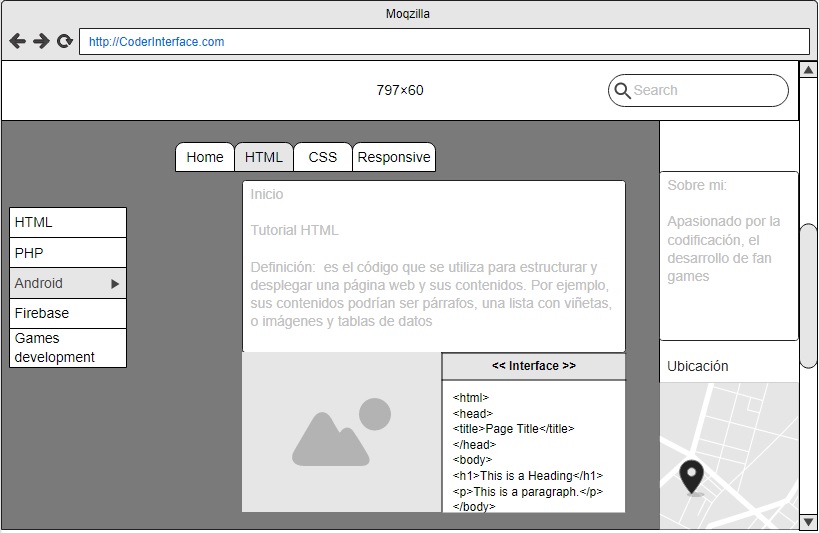 Moqzilla
http://CoderInterface.com
797×60
Search
Home
HTML
CSS
Responsive
HTML
PHP
Android
Firebase
Games
development
Inicio
Tutorial HTML
Definición:  es el código que se utiliza para estructurar y
desplegar una página web y sus contenidos. Por ejemplo,
sus contenidos podrían ser párrafos, una lista con viñetas,
o imágenes y tablas de datos
<< Interface >>
<html>
<head>
<title>Page Title</title>
</head>
<body>
<h1>This is a Heading</h1>
<p>This is a paragraph.</p>
</body>
Sobre mi:
Apasionado por la
codificación, el
desarrollo de fan
games
Ubicación